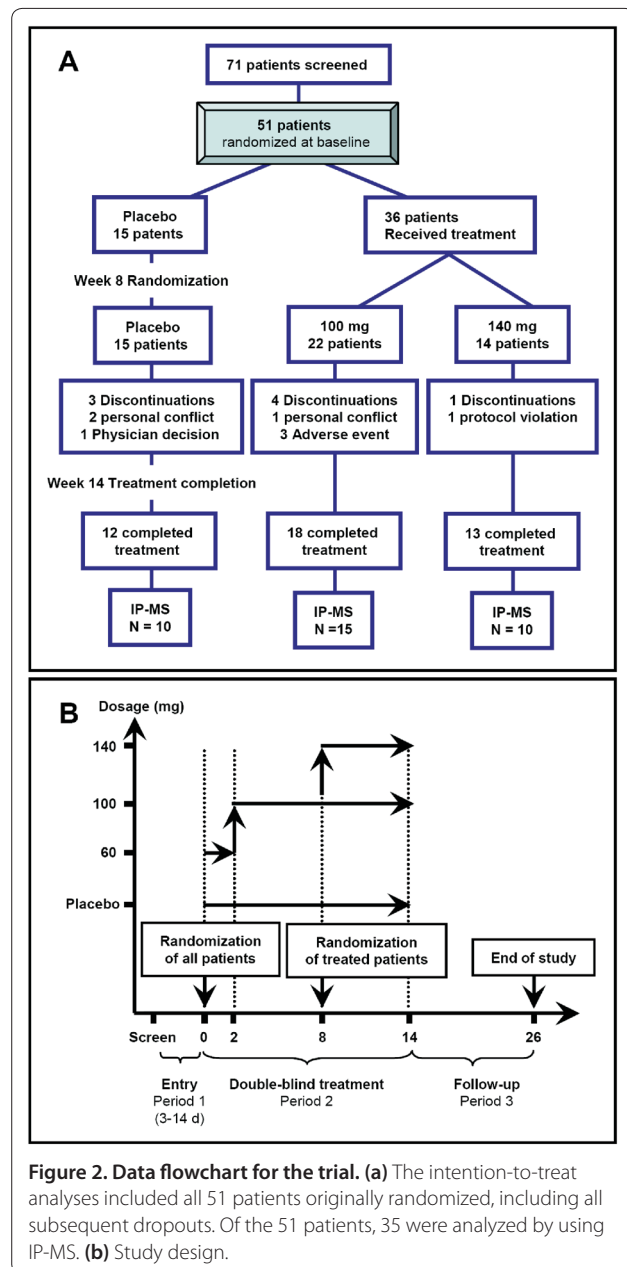 A
71 patients screened
51 patients
randomized at baseline
Placebo
15 patents
36 patients
Received treatment
Week 8 Randomization
Placebo
15 patients
100 mg
22 patients
140 mg
14 patients
3 Discontinuations
2 personal conflict
1 Physician decision
4 Discontinuations
1 personal conflict
3 Adverse event
1 Discontinuations
1 protocol violation
Week 14 Treatment completion
12 completed
treatment
18 completed
treatment
13 completed
treatment
IP-MS
N = 10
IP-MS
N =15
IP-MS
N = 10
B
Dosage (mg)
140
100
60
Placebo
Randomization
of all patients
Randomization
of treated patients
End of study
Screen 0 2 8 14 26
Entry
Period 1
(3-14 d)
Double-blind treatment
Period 2
Follow-up
Period 3
Figure 2. Data flowchart for the trial. (a) The intention-to-treat
analyses included all 51 patients originally randomized, including all
subsequent dropouts. Of the 51 patients, 35 were analyzed by using
IP-MS. (b) Study design.